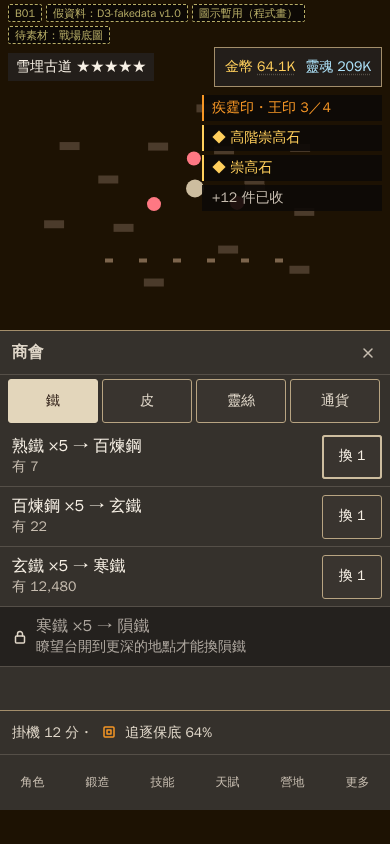 B01 假資料：D3-fakedata v1.0 圖示暫用（程式畫）
待素材：戰場底圖
雪埋古道 ★★★★★
金幣 64.1K 靈魂 209K
疾霆印・王印 3／4
◆ 高階崇高石
◆ 崇高石
+12 件已收
商會 ×
鐵 皮 靈絲 通貨
熟鐵 ×5 → 百煉鋼
有 7
換 1
百煉鋼 ×5 → 玄鐵
有 22
換 1
玄鐵 ×5 → 寒鐵
有 12,480
換 1
寒鐵 ×5 → 隕鐵
瞭望台開到更深的地點才能換隕鐵
掛機 12 分・ 追逐保底 64%
角色 鍛造 技能 天賦 營地 更多